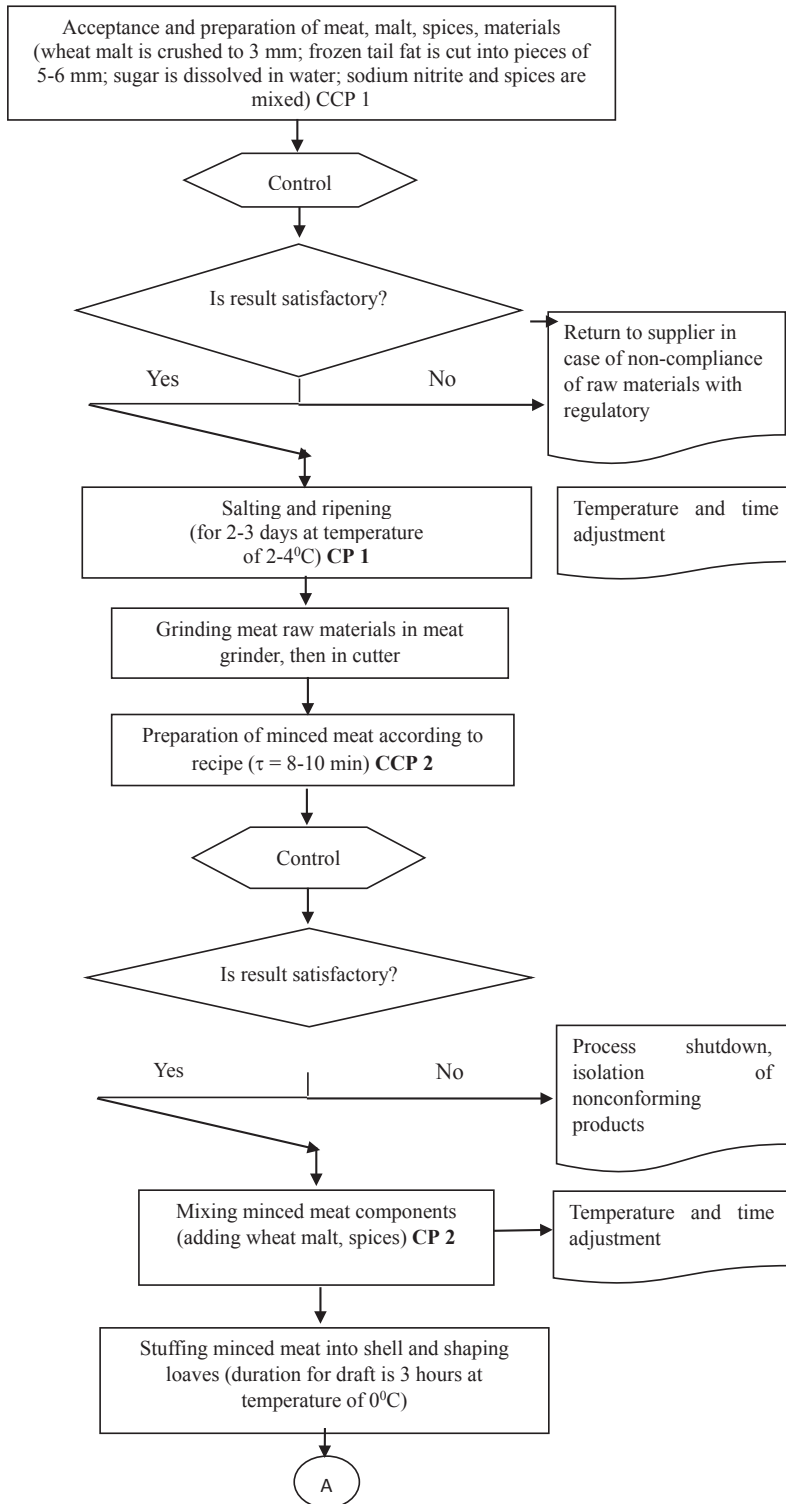 Acceptance and preparation of meat, malt, spices, materials
(wheat malt is crushed to 3 mm; frozen tail fat is cut into pieces of
5-6 mm; sugar is dissolved in water; sodium nitrite and spices are
mixed) CCP 1
Control
Is result satisfactory?
Return to supplier in
case of non-compliance
of raw materials with
regulatory
Yes
No
Salting and ripening
(for 2-3 days at temperature
of 2-4⁰C) CP 1
Temperature and time
adjustment
Grinding meat raw materials in meat
grinder, then in cutter
Preparation of minced meat according to
recipe (τ = 8-10 min) CCP 2
Control
Is result satisfactory?
Yes
No
Process shutdown,
isolation of
nonconforming
products
Mixing minced meat components
(adding wheat malt, spices) CP 2
Temperature and time
adjustment
Stuffing minced meat into shell and shaping
loaves (duration for draft is 3 hours at
temperature of 0⁰C)
A